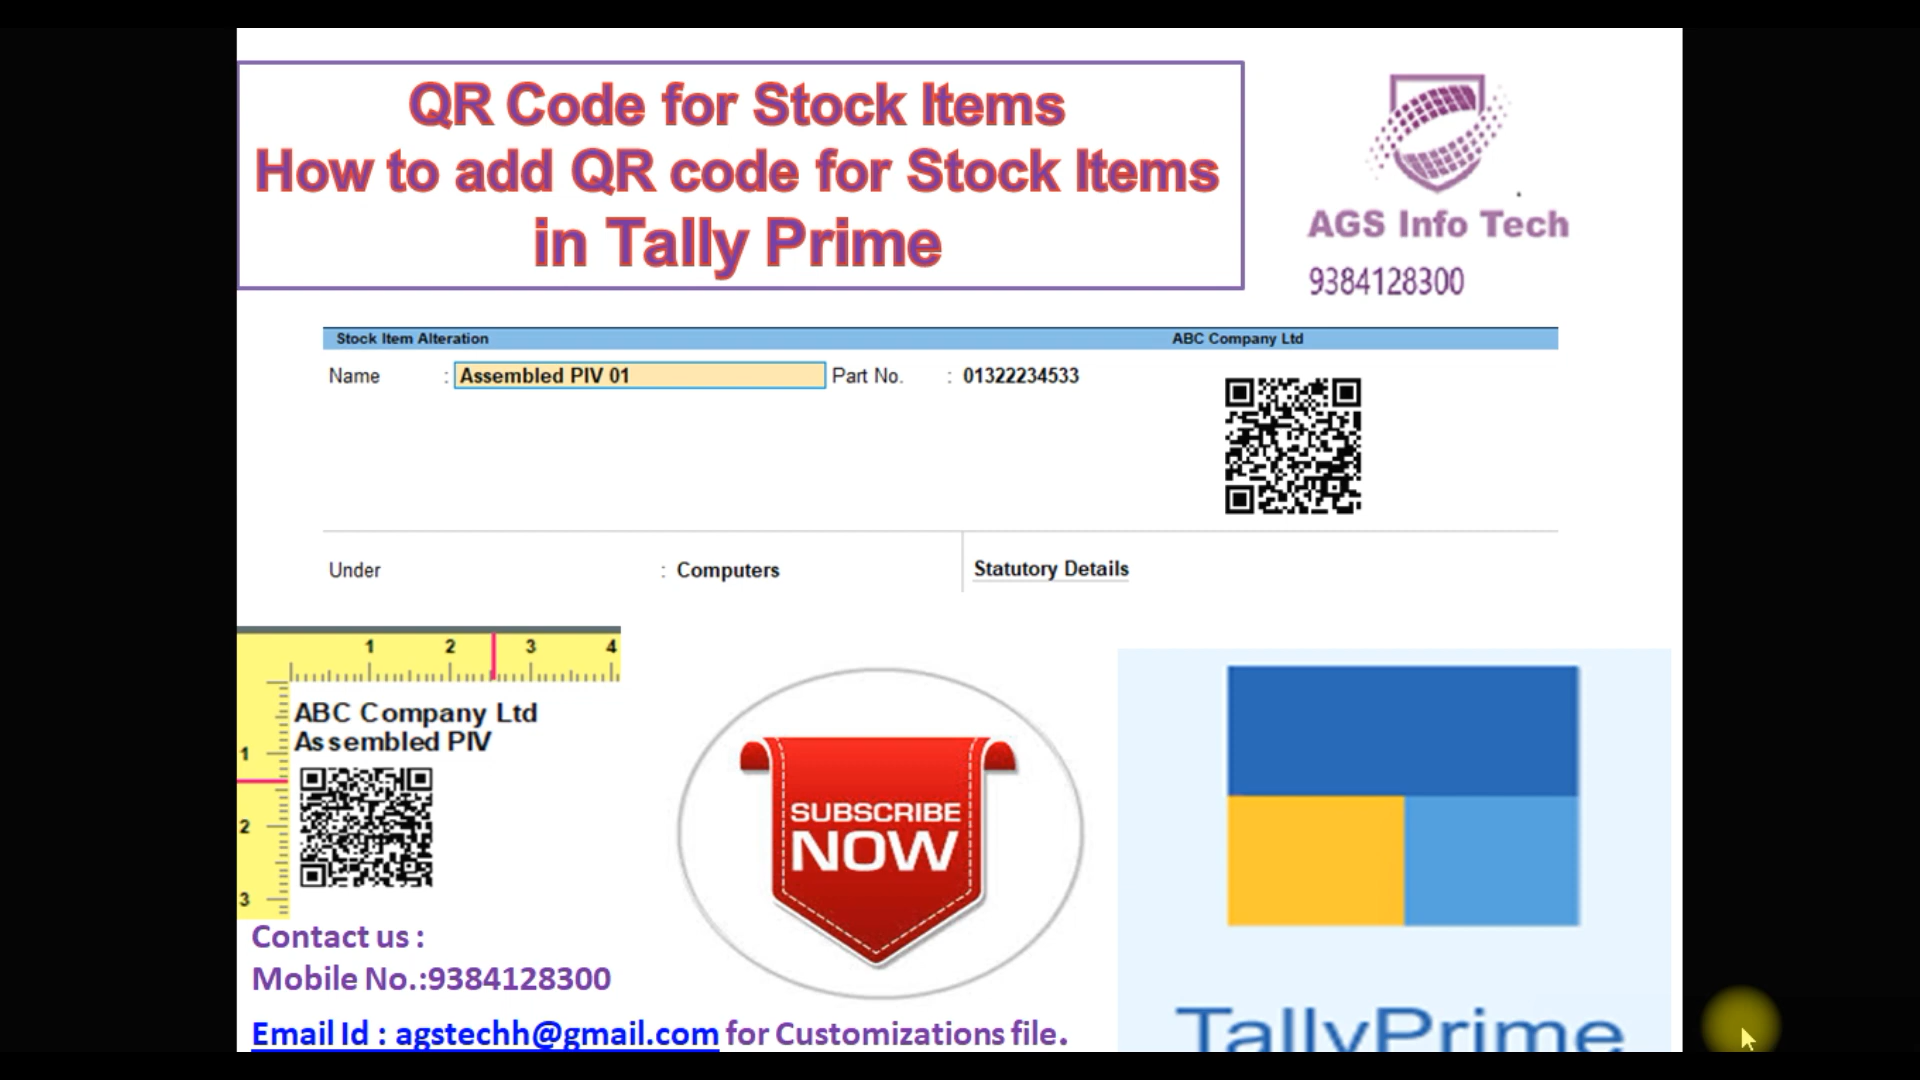 QR Code for Stock Items
How to add QR code for Stock Items
in Tally Prime
AGS Info Tech
9384128300
Stock Item Alteration ABC Company Ltd
Name : Assembled PIV 01 Part No. : 01322234533
Under : Computers Statutory Details
1 2 3 4
ABC Company Ltd
Assembled PIV
1
2
3
SUBSCRIBE
NOW
Contact us :
Mobile No.:9384128300
Email Id : agstechh@gmail.com for Customizations file.
TallyPrime